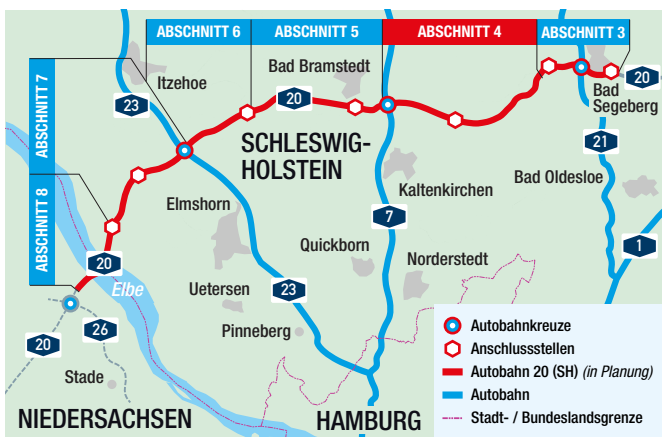 ABSCHNITT 6
ABSCHNITT 5
ABSCHNITT 4
ABSCHNITT 3
ABSCHNITT 7
ABSCHNITT 8
Itzehoe
Bad Bramstedt
23
20
20
Bad
Segeberg
SCHLESWIG-
HOLSTEIN
21
Kaltenkirchen
Bad Oldesloe
Elmshorn
7
1
Quickborn
Norderstedt
20
Elbe
Uetersen
23
26
20
Pinneberg
Stade
NIEDERSACHSEN
HAMBURG
Autobahnkreuze
Anschlussstellen
Autobahn 20 (SH) (in Planung)
Autobahn
Stadt- / Bundeslandsgrenze